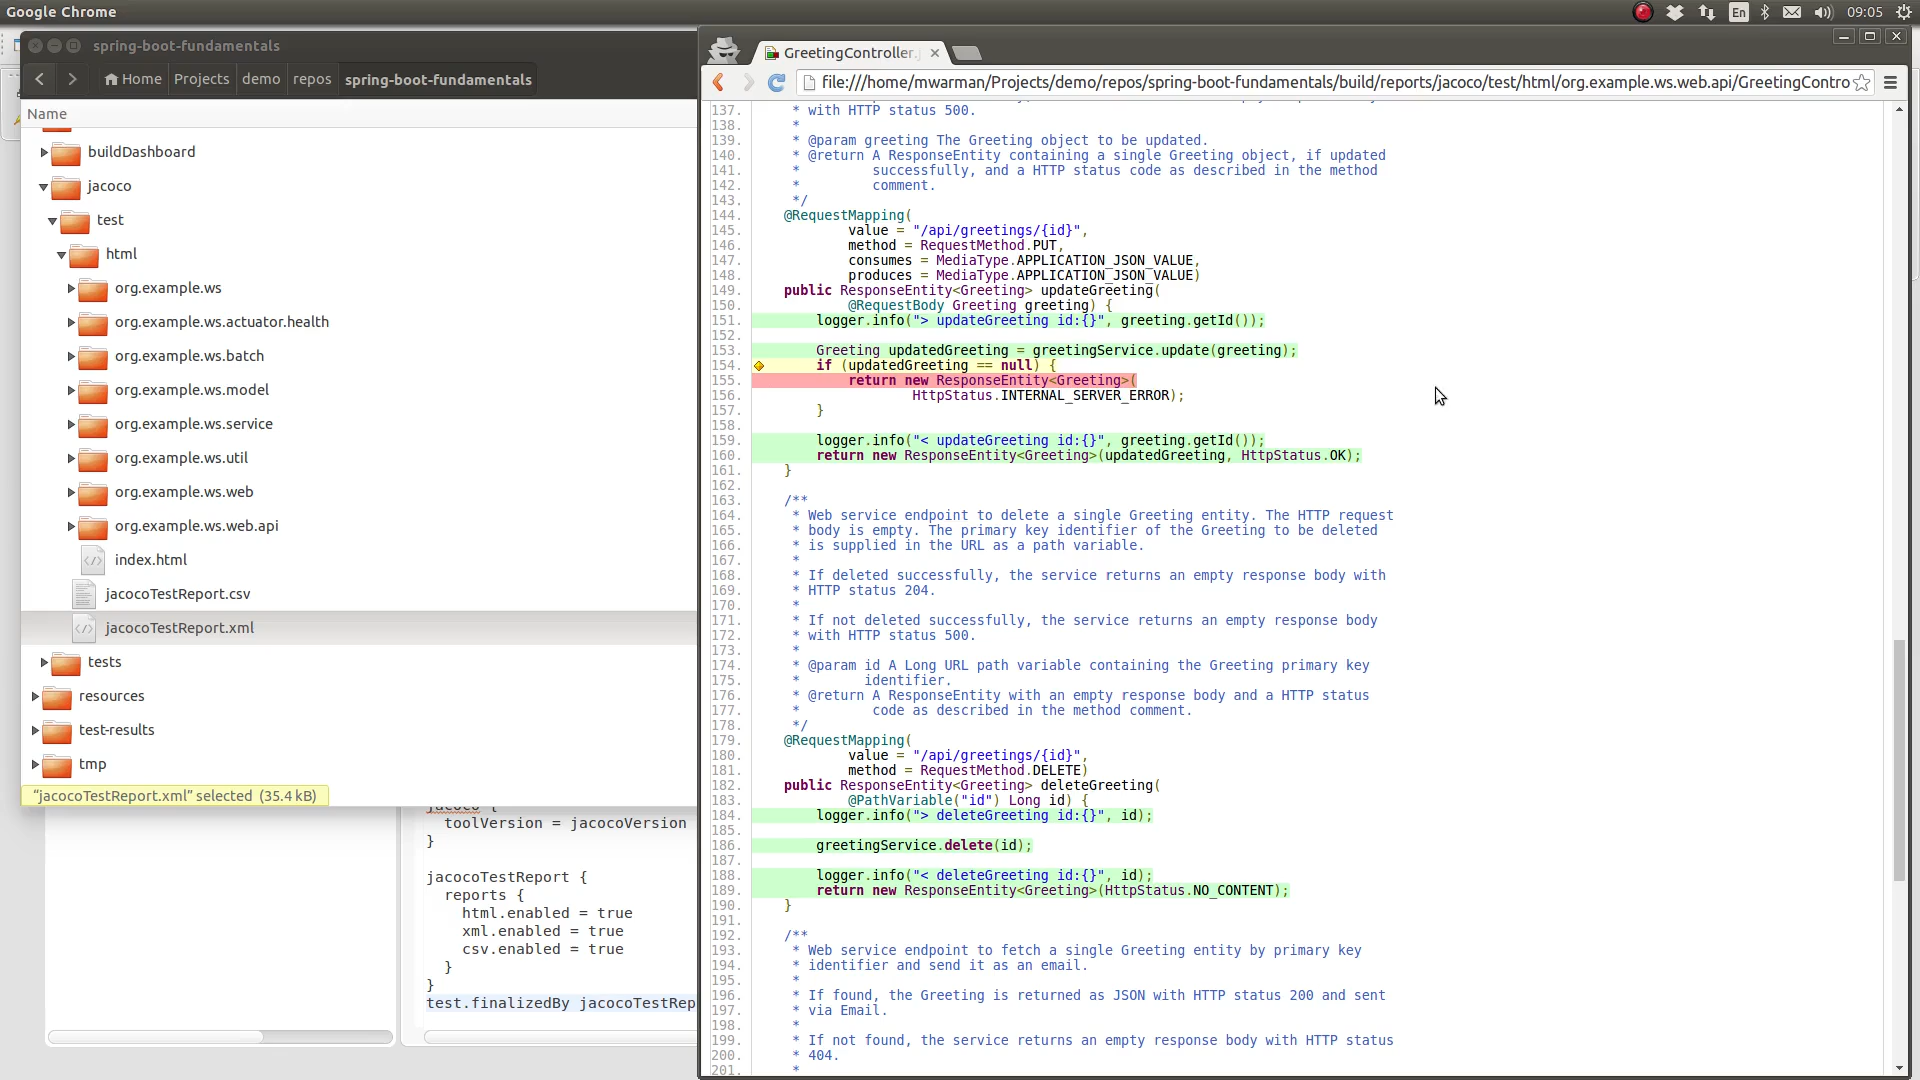 Google Chrome
En
09:05
spring-boot-fundamentals
Home Projects demo repos spring-boot-fundamentals
Name
buildDashboard
jacoco
test
html
org.example.ws
org.example.ws.actuator.health
org.example.ws.batch
org.example.ws.model
org.example.ws.service
org.example.ws.util
org.example.ws.web
org.example.ws.web.api
index.html
jacocoTestReport.csv
jacocoTestReport.xml
tests
resources
test-results
tmp
"jacocoTestReport.xml" selected (35.4 kB)
jacoco {
toolVersion = jacocoVersion
}
jacocoTestReport {
reports {
html.enabled = true
xml.enabled = true
csv.enabled = true
}
}
test.finalizedBy jacocoTestRep
GreetingController.
file:///home/mwarman/Projects/demo/repos/spring-boot-fundamentals/build/reports/jacoco/test/html/org.example.ws.web.api/GreetingContro
137. * with HTTP status 500.
138. *
139. * @param greeting The Greeting object to be updated.
140. * @return A ResponseEntity containing a single Greeting object, if updated
141. * successfully, and a HTTP status code as described in the method
142. * comment.
143. */
144. @RequestMapping(
145. value = "/api/greetings/{id}",
146. method = RequestMethod.PUT,
147. consumes = MediaType.APPLICATION_JSON_VALUE,
148. produces = MediaType.APPLICATION_JSON_VALUE)
149. public ResponseEntity<Greeting> updateGreeting(
150. @RequestBody Greeting greeting) {
151. logger.info("> updateGreeting id:{}", greeting.getId());
152.
153. Greeting updatedGreeting = greetingService.update(greeting);
154. if (updatedGreeting == null) {
155. return new ResponseEntity<Greeting>(
156. HttpStatus.INTERNAL_SERVER_ERROR);
157. }
158.
159. logger.info("< updateGreeting id:{}", greeting.getId());
160. return new ResponseEntity<Greeting>(updatedGreeting, HttpStatus.OK);
161. }
162.
163. /**
164. * Web service endpoint to delete a single Greeting entity. The HTTP request
165. * body is empty. The primary key identifier of the Greeting to be deleted
166. * is supplied in the URL as a path variable.
167. *
168. * If deleted successfully, the service returns an empty response body with
169. * HTTP status 204.
170. *
171. * If not deleted successfully, the service returns an empty response body
172. * with HTTP status 500.
173. *
174. * @param id A Long URL path variable containing the Greeting primary key
175. * identifier.
176. * @return A ResponseEntity with an empty response body and a HTTP status
177. * code as described in the method comment.
178. */
179. @RequestMapping(
180. value = "/api/greetings/{id}",
181. method = RequestMethod.DELETE)
182. public ResponseEntity<Greeting> deleteGreeting(
183. @PathVariable("id") Long id) {
184. logger.info("> deleteGreeting id:{}", id);
185.
186. greetingService.delete(id);
187.
188. logger.info("< deleteGreeting id:{}", id);
189. return new ResponseEntity<Greeting>(HttpStatus.NO_CONTENT);
190. }
191.
192. /**
193. * Web service endpoint to fetch a single Greeting entity by primary key
194. * identifier and send it as an email.
195. *
196. * If found, the Greeting is returned as JSON with HTTP status 200 and sent
197. * via Email.
198. *
199. * If not found, the service returns an empty response body with HTTP status
200. * 404.
201. *